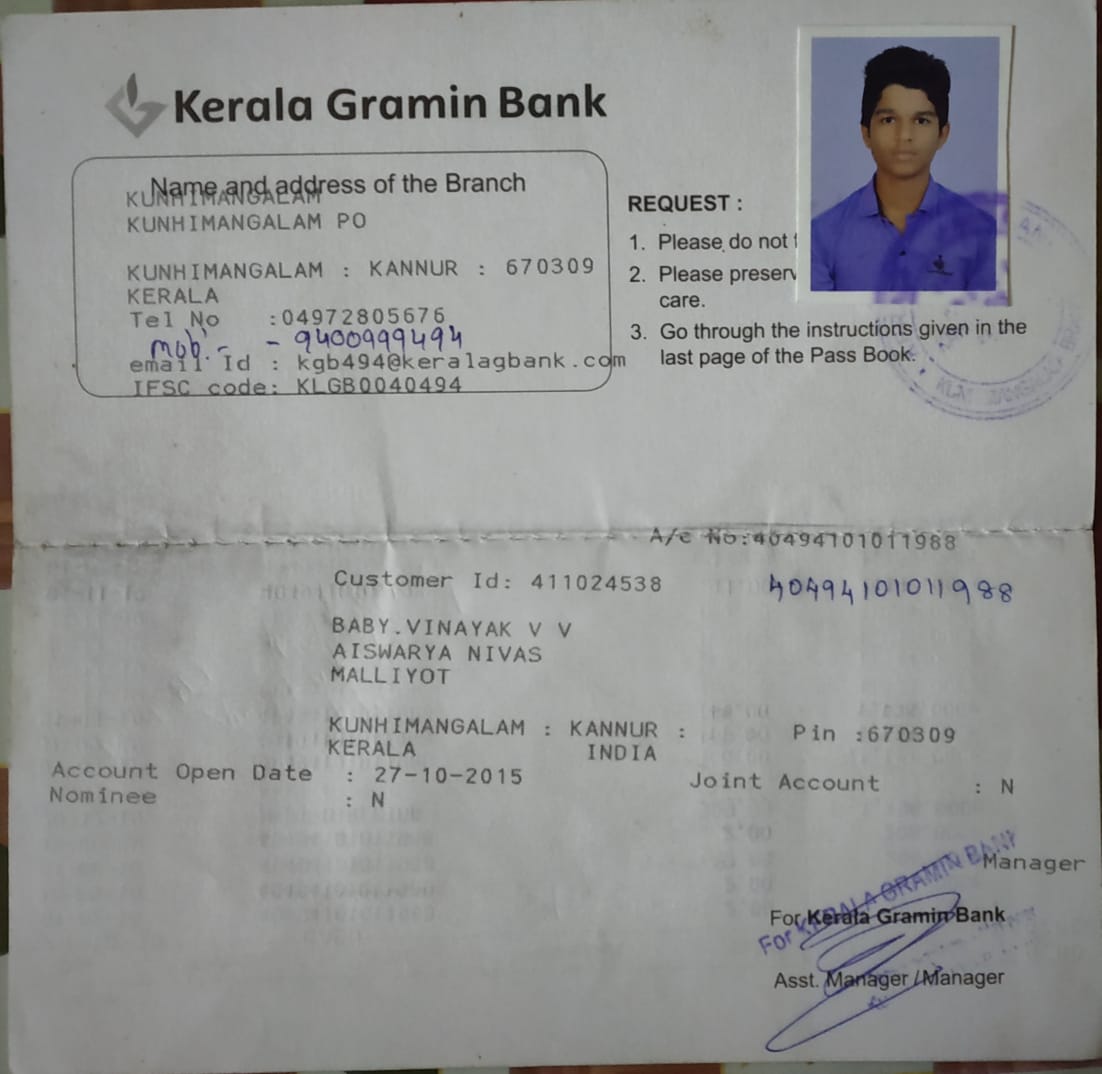 Kerala Gramin Bank
Name and address of the Branch
KUNHIMANGALAM
KUNHIMANGALAM PO
KUNHIMANGALAM : KANNUR : 670309
KERALA
Tel No :04972805676
Mob.- - 9400999494
email Id : kgb494@keralagbank.com
IFSC code: KLGB0040494
REQUEST :
1. Please do not
2. Please preserv
care.
3. Go through the instructions given in the
last page of the Pass Book.
A/c No:40494101011988
Customer Id: 411024538
40494101011988
BABY.VINAYAK V V
AISWARYA NIVAS
MALLIYOT
KUNHIMANGALAM : KANNUR : Pin :670309
KERALA INDIA
Account Open Date : 27-10-2015 Joint Account : N
Nominee : N
For KERALA GRAMIN BANK
Manager
For Kerala Gramin Bank
Asst. Manager / Manager